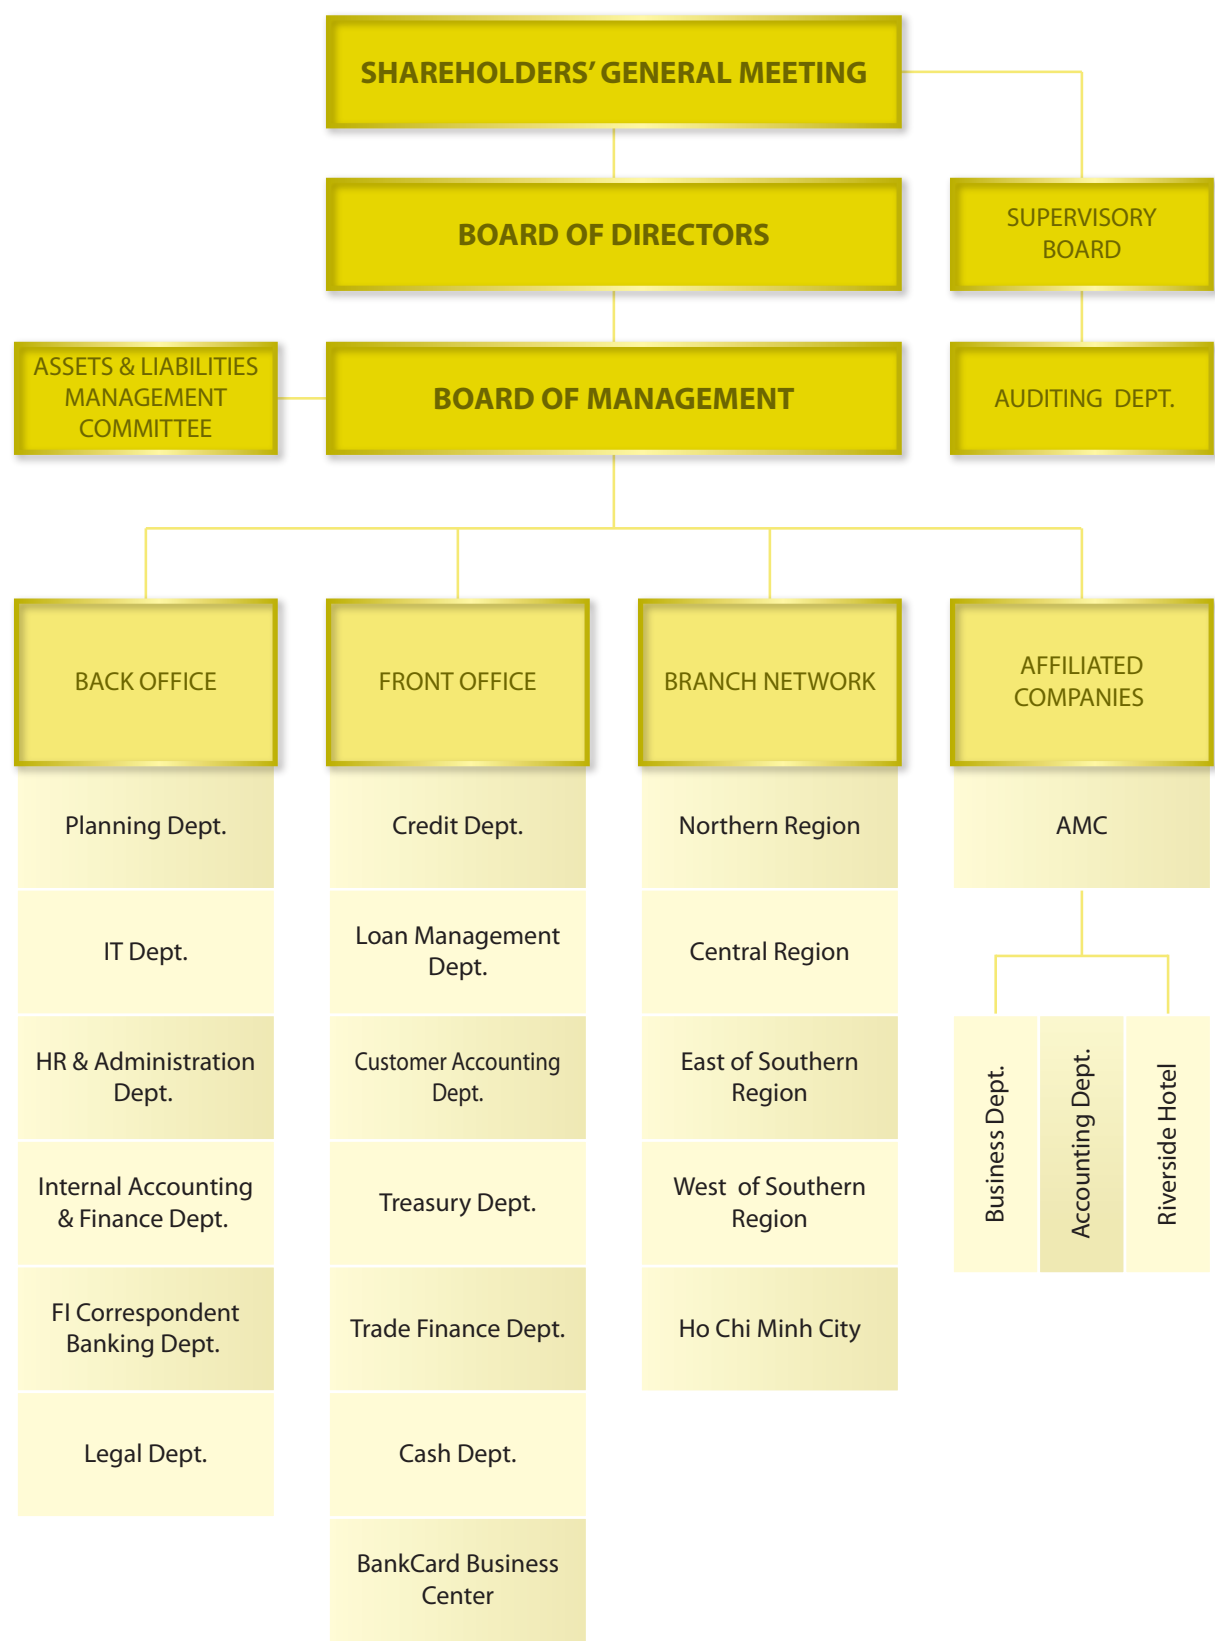 SHAREHOLDERS’ GENERAL MEETING
BOARD OF DIRECTORS
SUPERVISORY
BOARD
ASSETS & LIABILITIES
MANAGEMENT
COMMITTEE
BOARD OF MANAGEMENT
AUDITING DEPT.
BACK OFFICE
Planning Dept.
IT Dept.
HR & Administration
Dept.
Internal Accounting
& Finance Dept.
FI Correspondent
Banking Dept.
Legal Dept.
FRONT OFFICE
Credit Dept.
Loan Management
Dept.
Customer Accounting
Dept.
Treasury Dept.
Trade Finance Dept.
Cash Dept.
BankCard Business
Center
BRANCH NETWORK
Northern Region
Central Region
East of Southern
Region
West of Southern
Region
Ho Chi Minh City
AFFILIATED
COMPANIES
AMC
Business Dept.
Accounting Dept.
Riverside Hotel